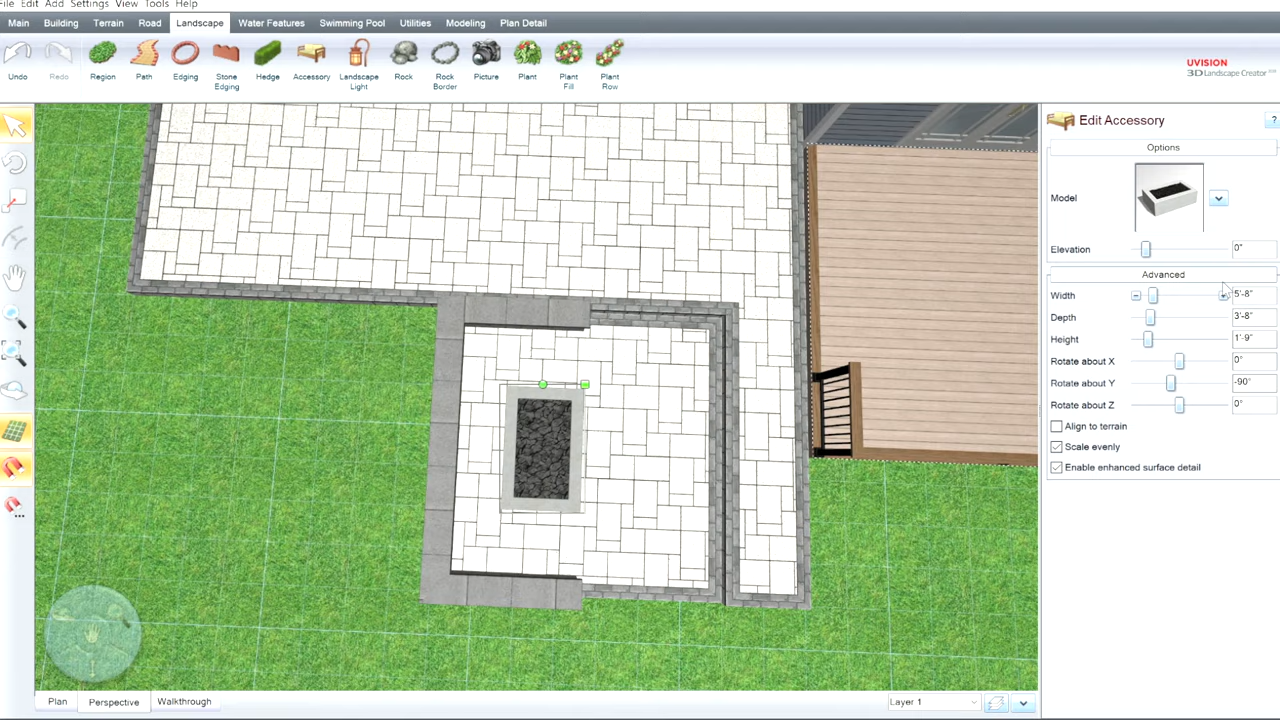 File Edit Add Settings View Tools Help
Main Building Terrain Road Landscape Water Features Swimming Pool Utilities Modeling Plan Detail
Undo Redo Region Path Edging Stone Edging Hedge Accessory Landscape Light Rock Rock Border Picture Plant Plant Fill Plant Row
UVISION
3DLandscape Creator
Edit Accessory ?
Options
Model
Elevation 0"
Advanced
Width 5'-8"
Depth 3'-8"
Height 1'-9"
Rotate about X 0°
Rotate about Y -90°
Rotate about Z 0°
Align to terrain
Scale evenly
Enable enhanced surface detail
Plan Perspective Walkthrough Layer 1